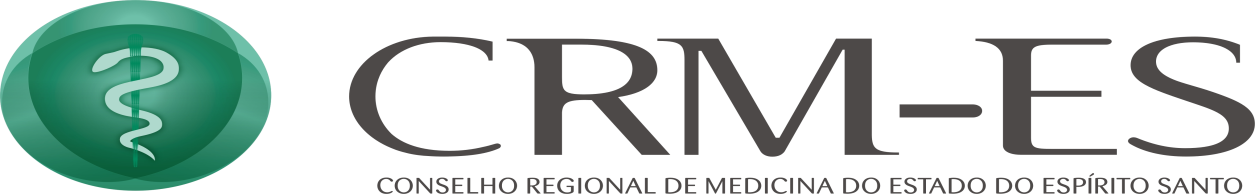 CRM-ES
CONSELHO REGIONAL DE MEDICINA DO ESTADO DO ESPÍRITO SANTO